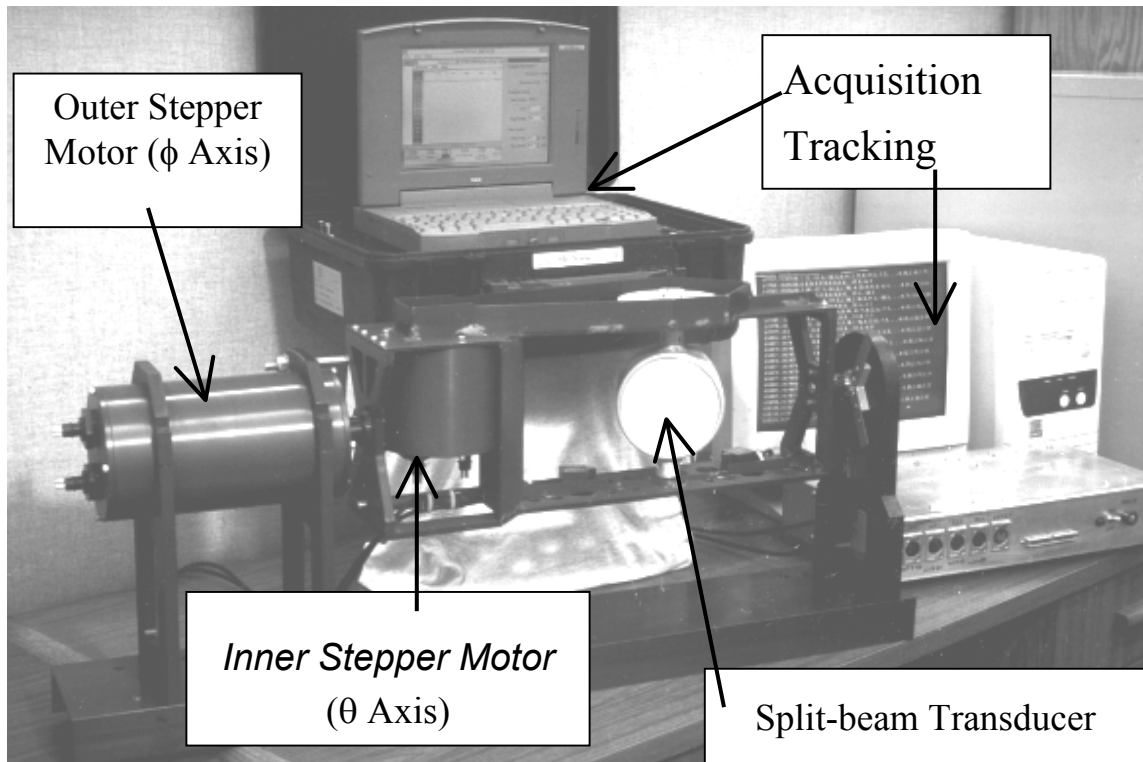 Outer Stepper
Motor (ϕ Axis)
Acquisition
Tracking
Inner Stepper Motor
(θ Axis)
Split-beam Transducer